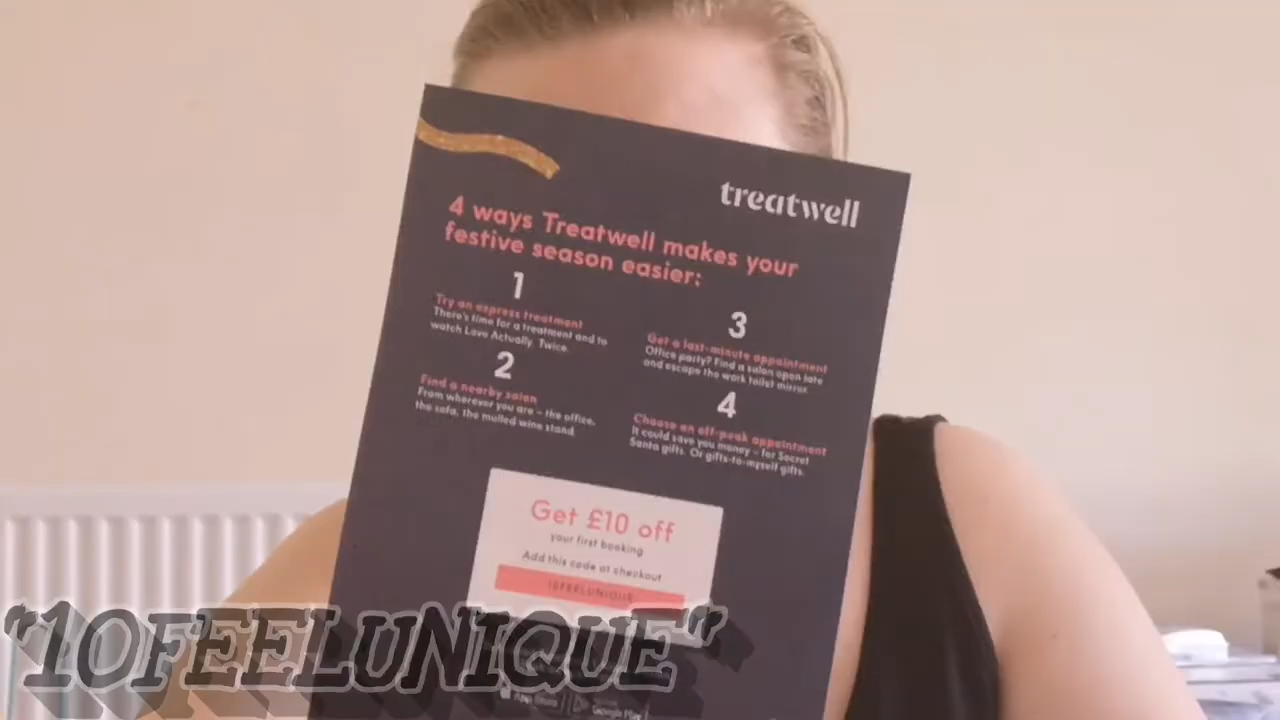 treatwell
4 ways Treatwell makes your
festive season easier:
1
Try an express treatment
There's time for a treatment and to
watch Love Actually. Twice.
2
Find a nearby salon
From wherever you are – the office,
the sofa, the mulled wine stand.
3
Get a last-minute appointment
Office party? Find a salon open late
and escape the work toilet mirror.
4
Choose an off-peak appointment
It could save you money – for Secret
Santa gifts. Or gifts-to-myself gifts.
Get £10 off
your first booking
Add this code at checkout
10FEELUNIQUE
"10FEELUNIQUE"
App Store
Google Play